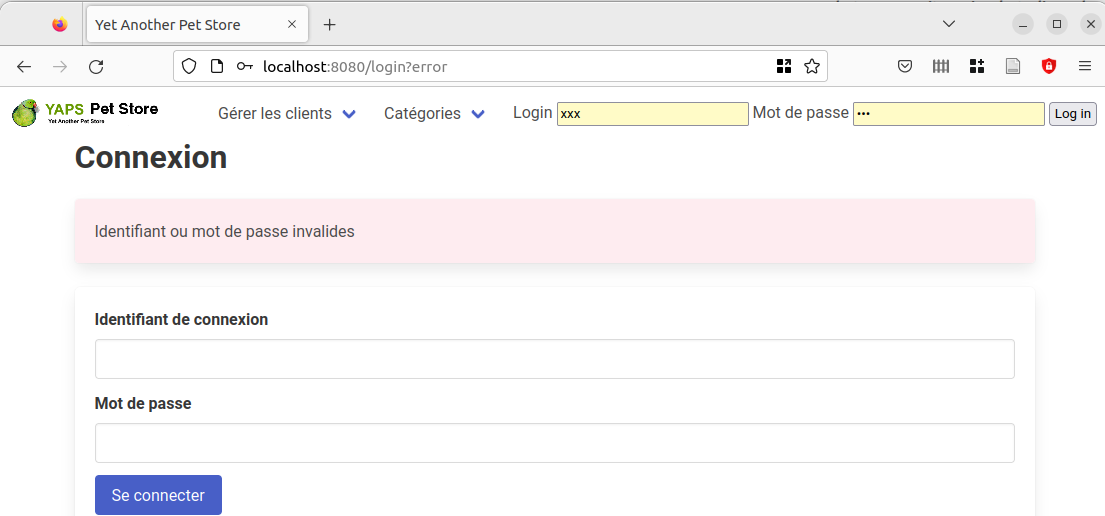 Yet Another Pet Store
localhost:8080/login?error
YAPS Pet Store
Yet Another Pet Store
Gérer les clients
Catégories
Login xxx Mot de passe ••• Log in
Connexion
Identifiant ou mot de passe invalides
Identifiant de connexion
Mot de passe
Se connecter